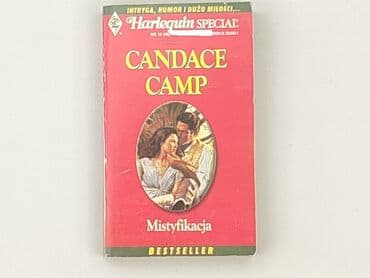 INTRYGA, HUMOR I DUŻO MIŁOŚCI...
Harlequin SPECIAL
CANDACE
CAMP
Mistyfikacja
BESTSELLER